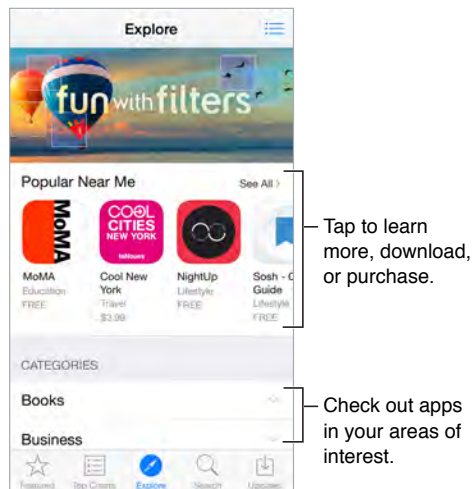 Explore
fun with filters
Popular Near Me
See All >
MoMA
COOL
CITIES
NEW YORK
MoMA
Education
FREE
Cool New
York
Travel
$3.99
NightUp
Lifestyle
FREE
Sosh - C
Guide
Lifestyle
FREE
Tap to learn
more, download,
or purchase.
CATEGORIES
Books
Business
Check out apps
in your areas of
interest.
Featured
Top Charts
Explore
Search
Updates